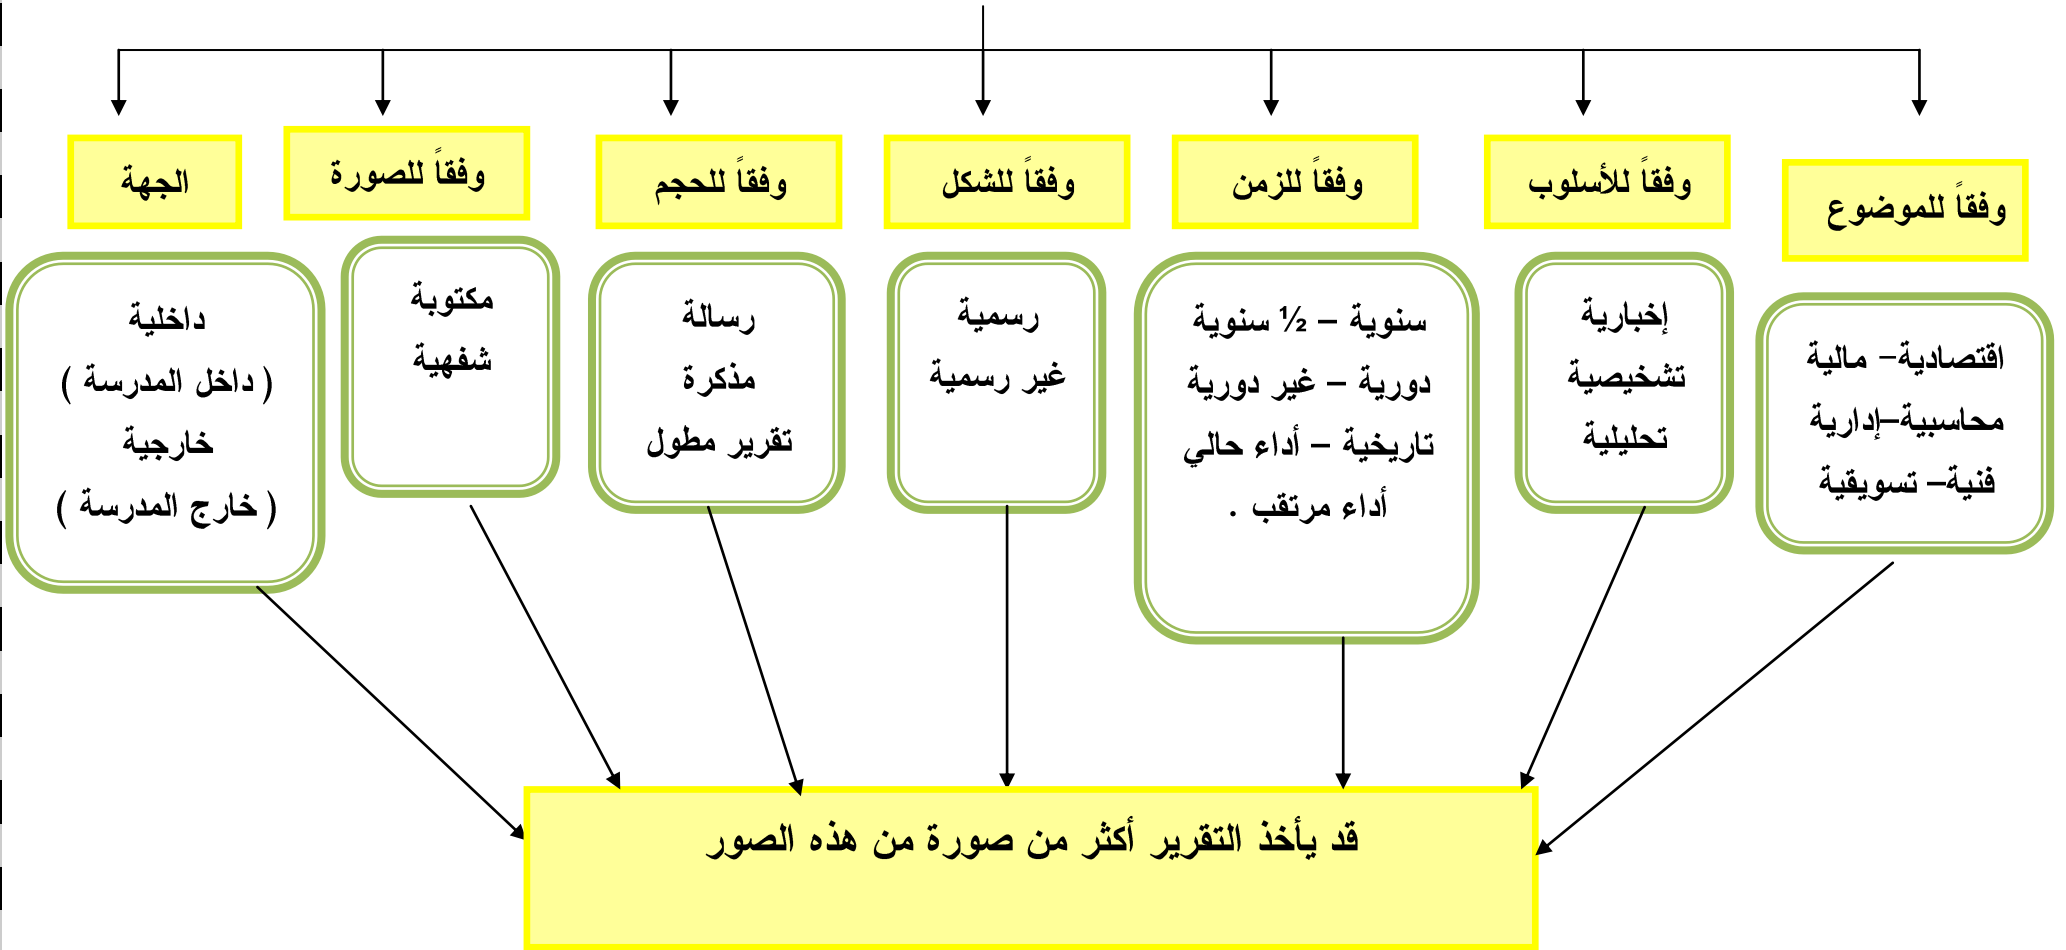 وفقاً للموضوع
وفقاً للأسلوب
وفقاً للزمن
وفقاً للشكل
وفقاً للحجم
وفقاً للصورة
الجهة
اقتصادية– مالية
محاسبية–إدارية
فنية– تسويقية
إخبارية
تشخيصية
تحليلية
سنوية – ½ سنوية
دورية – غير دورية
تاريخية – أداء حالي
أداء مرتقب .
رسمية
غير رسمية
رسالة
مذكرة
تقرير مطول
مكتوبة
شفهية
داخلية
( داخل المدرسة )
خارجية
( خارج المدرسة )
قد يأخذ التقرير أكثر من صورة من هذه الصور